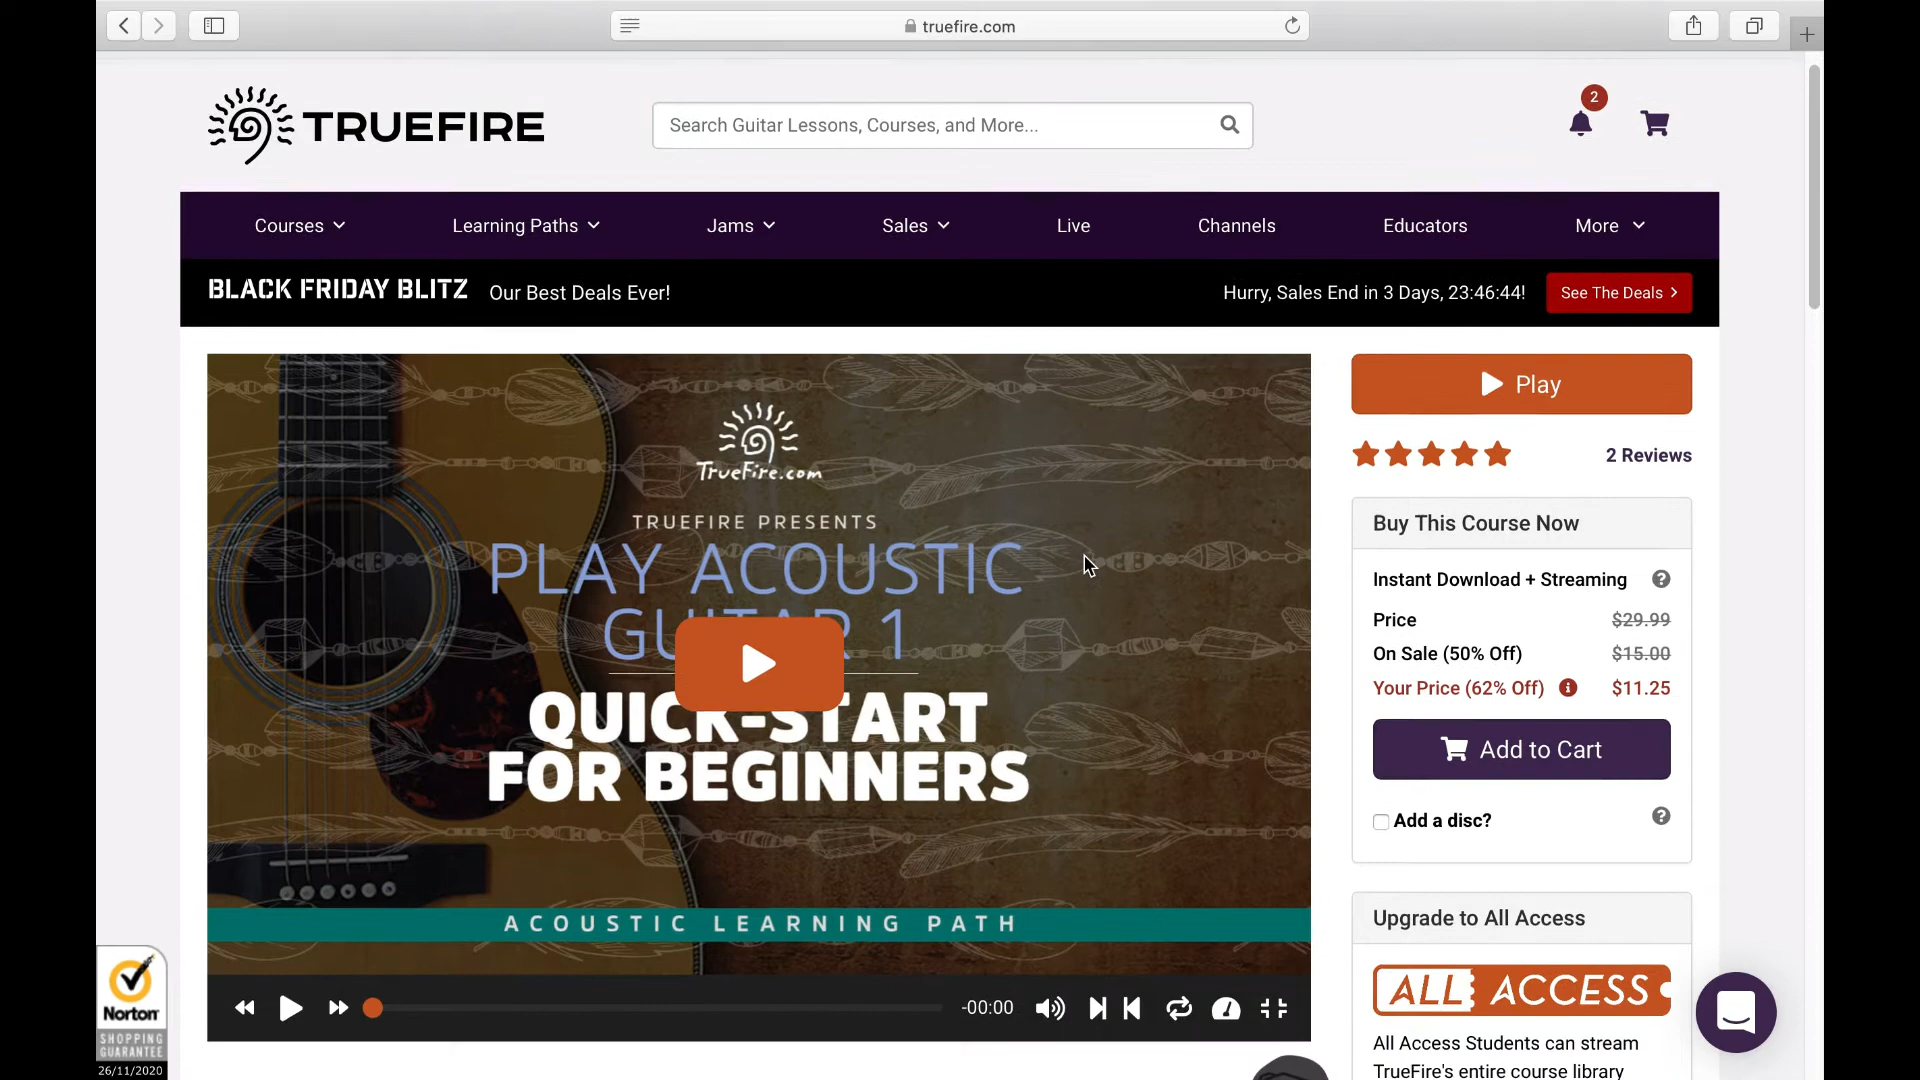 truefire.com
TRUEFIRE
Search Guitar Lessons, Courses, and More...
2
Courses
Learning Paths
Jams
Sales
Live
Channels
Educators
More
BLACK FRIDAY BLITZ
Our Best Deals Ever!
Hurry, Sales End in 3 Days, 23:46:44!
See The Deals
TrueFire.com
TRUEFIRE PRESENTS
PLAY ACOUSTIC
GUITAR 1
QUICK-START
FOR BEGINNERS
ACOUSTIC LEARNING PATH
-00:00
Play
2 Reviews
Buy This Course Now
Instant Download + Streaming
Price $29.99
On Sale (50% Off) $15.00
Your Price (62% Off) $11.25
Add to Cart
Add a disc?
Upgrade to All Access
ALL ACCESS
All Access Students can stream
TrueFire's entire course library
Norton
SHOPPING
GUARANTEE
26/11/2020